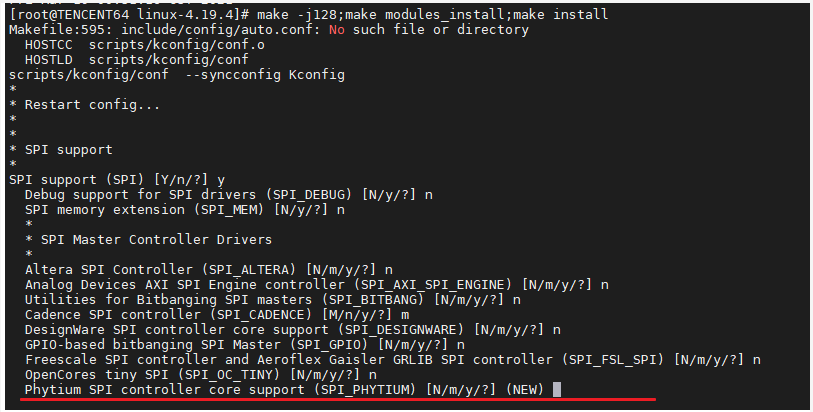 [root@TENCENT64 linux-4.19.4]# make -j128;make modules_install;make install
Makefile:595: include/config/auto.conf: No such file or directory
  HOSTCC  scripts/kconfig/conf.o
  HOSTLD  scripts/kconfig/conf
scripts/kconfig/conf  --syncconfig Kconfig
*
* Restart config...
*
*
* SPI support
*
SPI support (SPI) [Y/n/?] y
  Debug support for SPI drivers (SPI_DEBUG) [N/y/?] n
  SPI memory extension (SPI_MEM) [N/y/?] n
  *
  * SPI Master Controller Drivers
  *
  Altera SPI Controller (SPI_ALTERA) [N/m/y/?] n
  Analog Devices AXI SPI Engine controller (SPI_AXI_SPI_ENGINE) [N/m/y/?] n
  Utilities for Bitbanging SPI masters (SPI_BITBANG) [N/m/y/?] n
  Cadence SPI controller (SPI_CADENCE) [M/n/y/?] m
  DesignWare SPI controller core support (SPI_DESIGNWARE) [N/m/y/?] n
  GPIO-based bitbanging SPI Master (SPI_GPIO) [N/m/y/?] n
  Freescale SPI controller and Aeroflex Gaisler GRLIB SPI controller (SPI_FSL_SPI) [N/m/y/?] n
  OpenCores tiny SPI (SPI_OC_TINY) [N/m/y/?] n
  Phytium SPI controller core support (SPI_PHYTIUM) [N/m/y/?] (NEW)